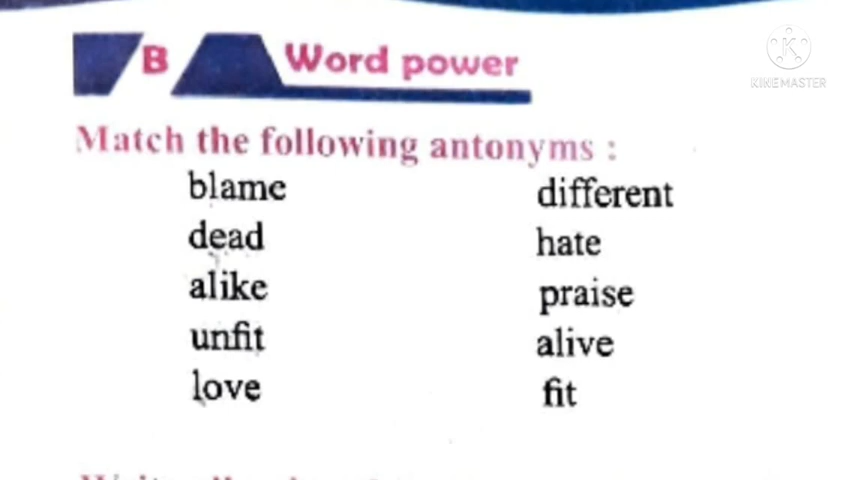 B Word power
KINEMASTER
Match the following antonyms :
blame different
dead hate
alike praise
unfit alive
love fit